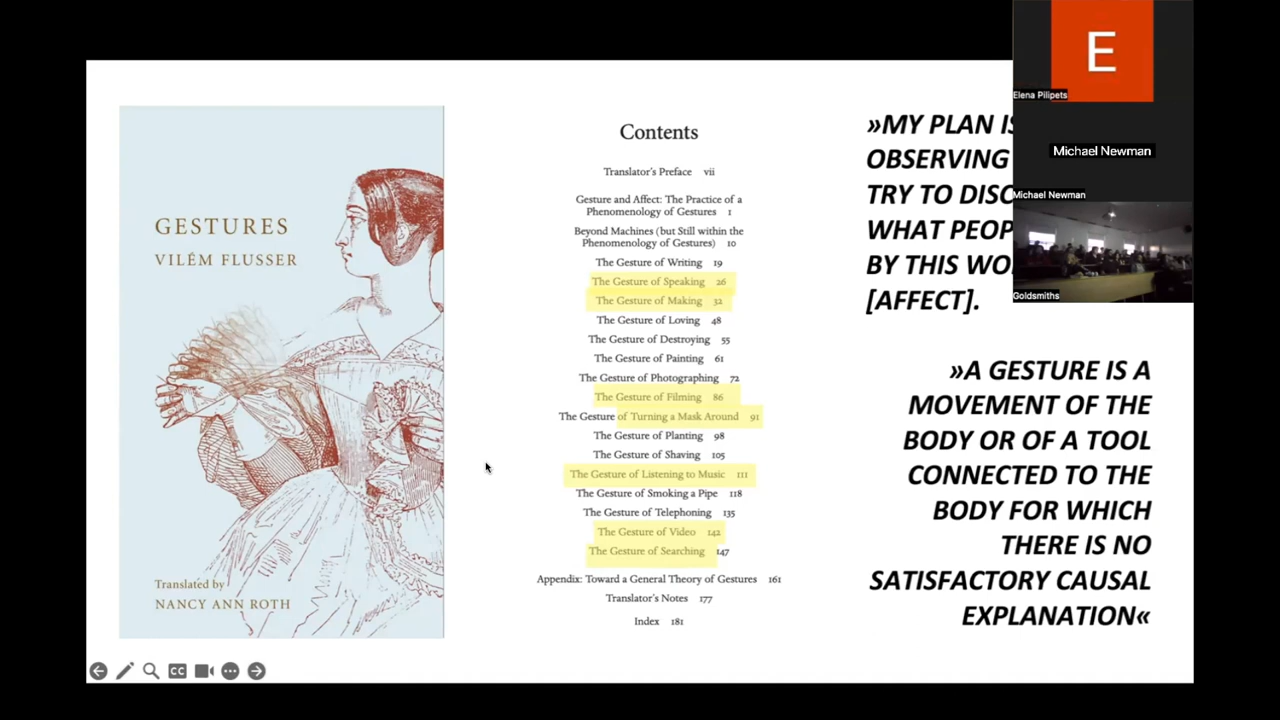 GESTURES
VILÉM FLUSSER
Translated by
NANCY ANN ROTH
Contents
Translator's Preface vii
Gesture and Affect: The Practice of a
Phenomenology of Gestures 1
Beyond Machines (but Still within the
Phenomenology of Gestures) 10
The Gesture of Writing 19
The Gesture of Speaking 26
The Gesture of Making 32
The Gesture of Loving 48
The Gesture of Destroying 55
The Gesture of Painting 61
The Gesture of Photographing 72
The Gesture of Filming 86
The Gesture of Turning a Mask Around 91
The Gesture of Planting 98
The Gesture of Shaving 105
The Gesture of Listening to Music 111
The Gesture of Smoking a Pipe 118
The Gesture of Telephoning 135
The Gesture of Video 142
The Gesture of Searching 147
Appendix: Toward a General Theory of Gestures 161
Translator's Notes 177
Index 181
»MY PLAN IS
OBSERVING
TRY TO DISC
WHAT PEOP
BY THIS WO
[AFFECT].
»A GESTURE IS A
MOVEMENT OF THE
BODY OR OF A TOOL
CONNECTED TO THE
BODY FOR WHICH
THERE IS NO
SATISFACTORY CAUSAL
EXPLANATION«
E
Elena Pilipets
Michael Newman
Michael Newman
Goldsmiths
CC